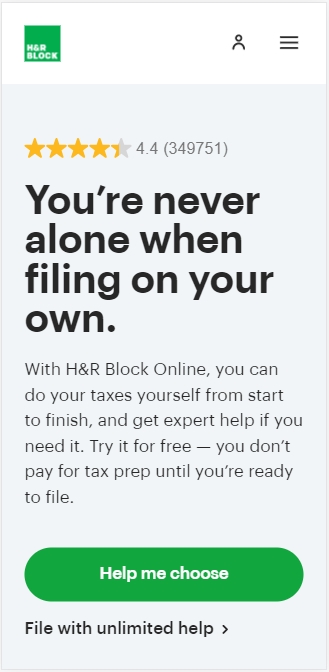 H&R
BLOCK
4.4 (349751)
You’re never
alone when
filing on your
own.
With H&R Block Online, you can
do your taxes yourself from start
to finish, and get expert help if you
need it. Try it for free — you don’t
pay for tax prep until you’re ready
to file.
Help me choose
File with unlimited help